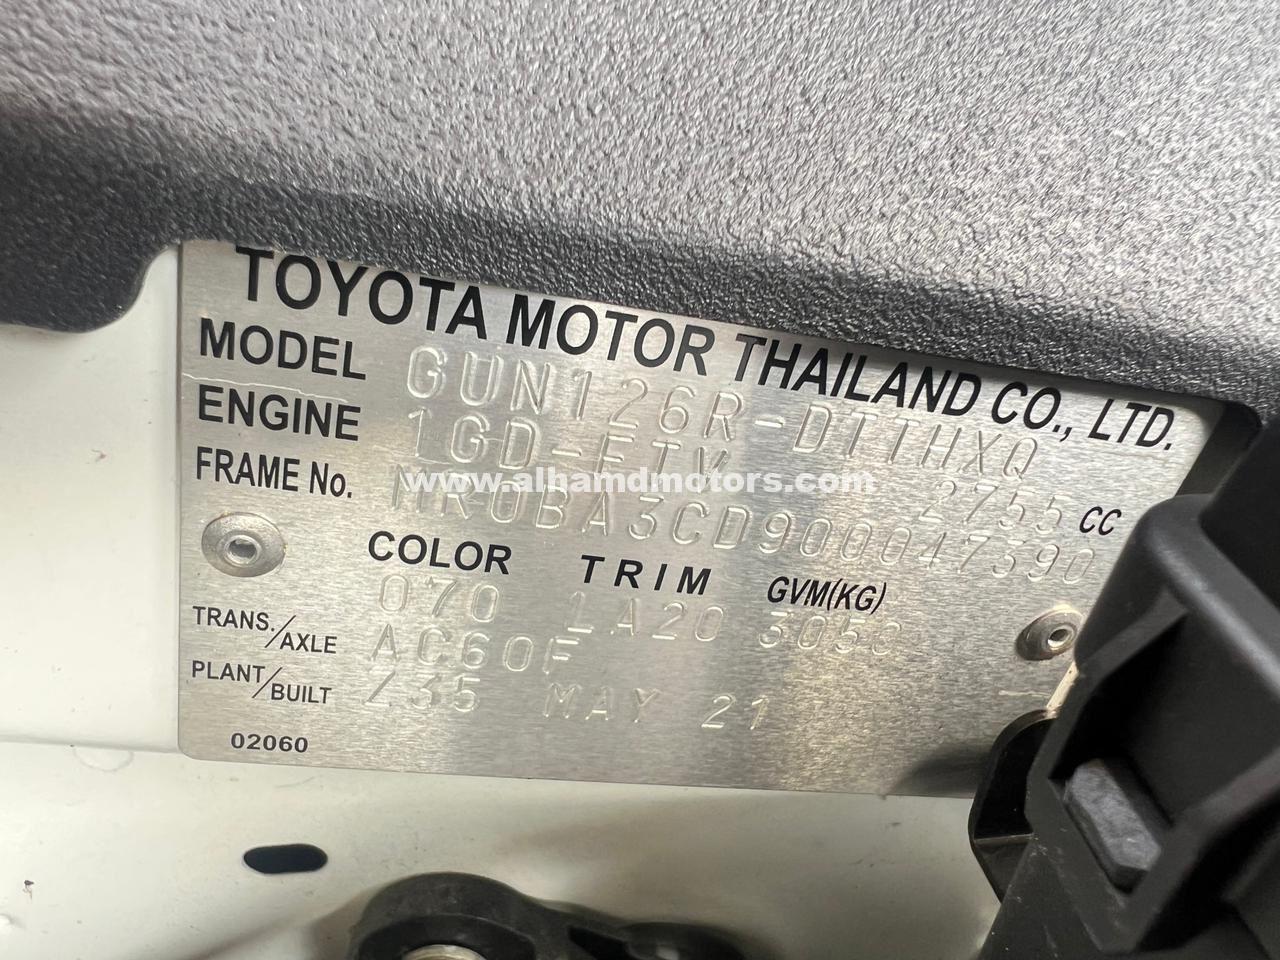 TOYOTA MOTOR THAILAND CO., LTD.
MODEL GUN126R-DTTHXQ
ENGINE 1GD-FTV 2755 CC
FRAME No. MR0BA3CD900047390
www.alhamdmotors.com
COLOR TRIM GVM(KG)
070 LA20 3050
TRANS./AXLE AC60F
PLANT/BUILT Z35 MAY 21
02060